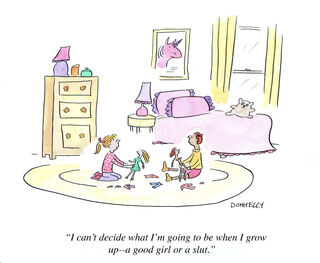 DONNELLY
“I can’t decide what I’m going to be when I grow
up--a good girl or a slut.”